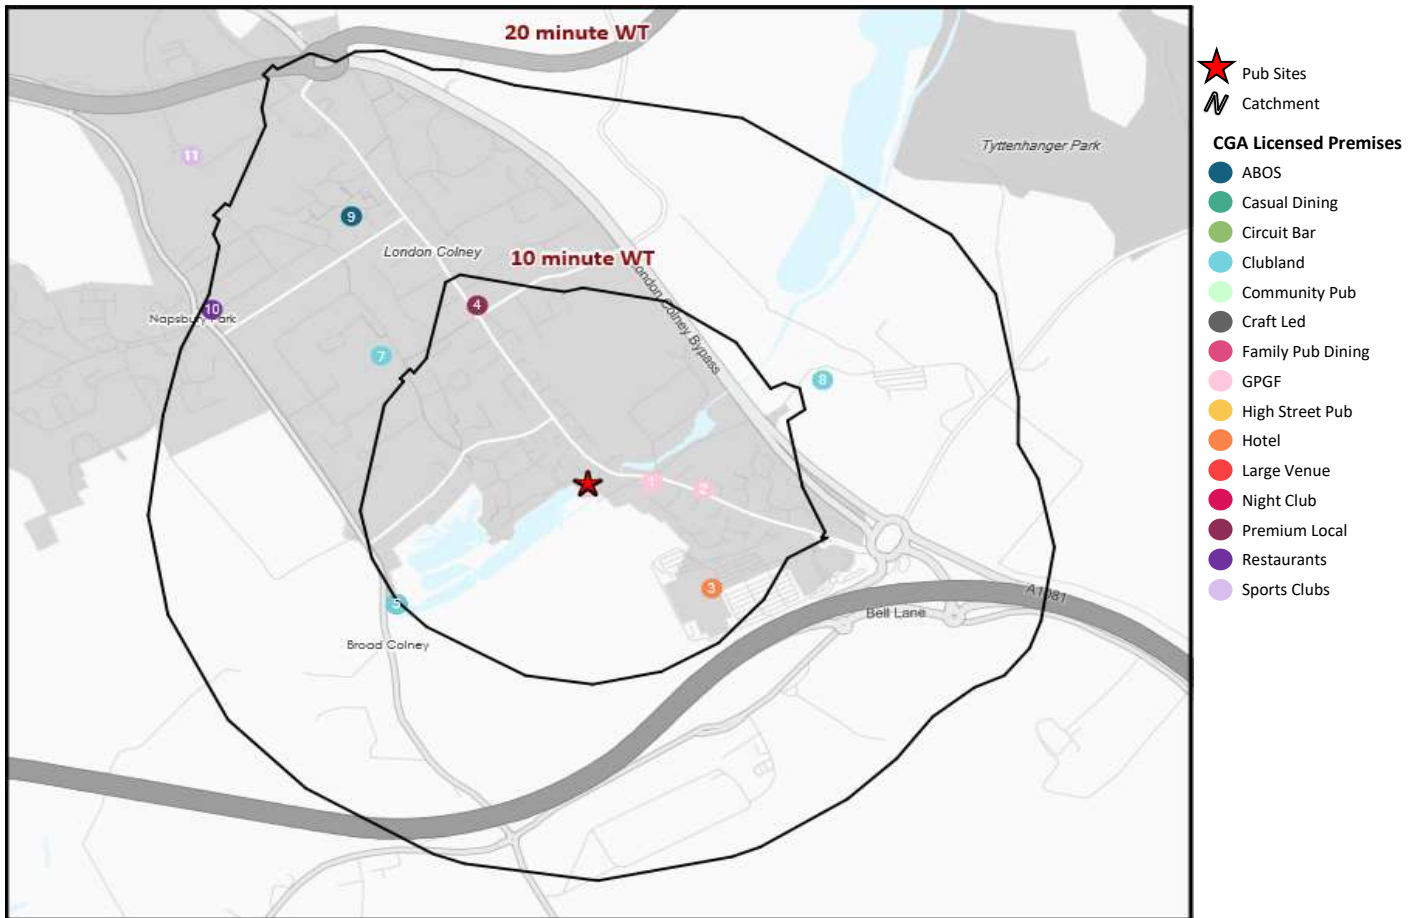 20 minute WT
Tyttenhanger Park
11
9
London Colney
10 minute WT
London Colney Bypass
4
10
Napsbury Park
7
8
1
2
3
5
Broad Colney
Bell Lane
A1081
Pub Sites
Catchment
CGA Licensed Premises
ABOS
Casual Dining
Circuit Bar
Clubland
Community Pub
Craft Led
Family Pub Dining
GPGF
High Street Pub
Hotel
Large Venue
Night Club
Premium Local
Restaurants
Sports Clubs